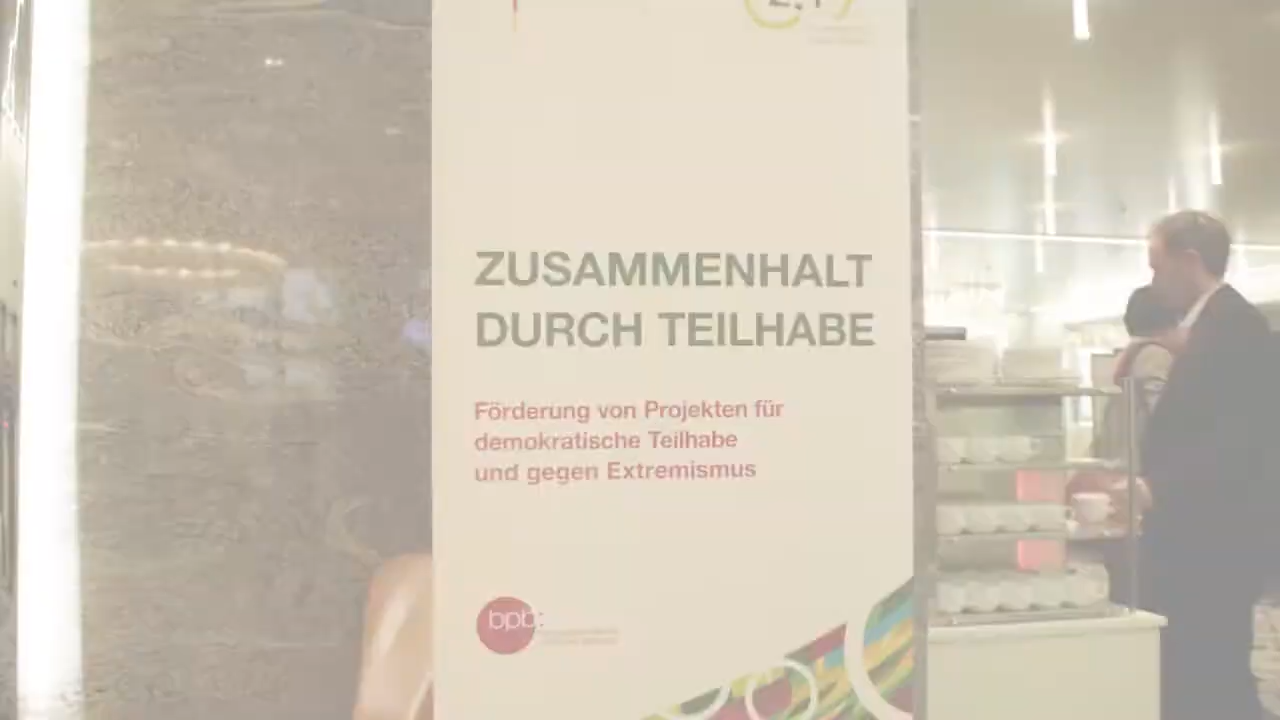 ZUSAMMENHALT
DURCH TEILHABE
Förderung von Projekten für
demokratische Teilhabe
und gegen Extremismus
bpb: